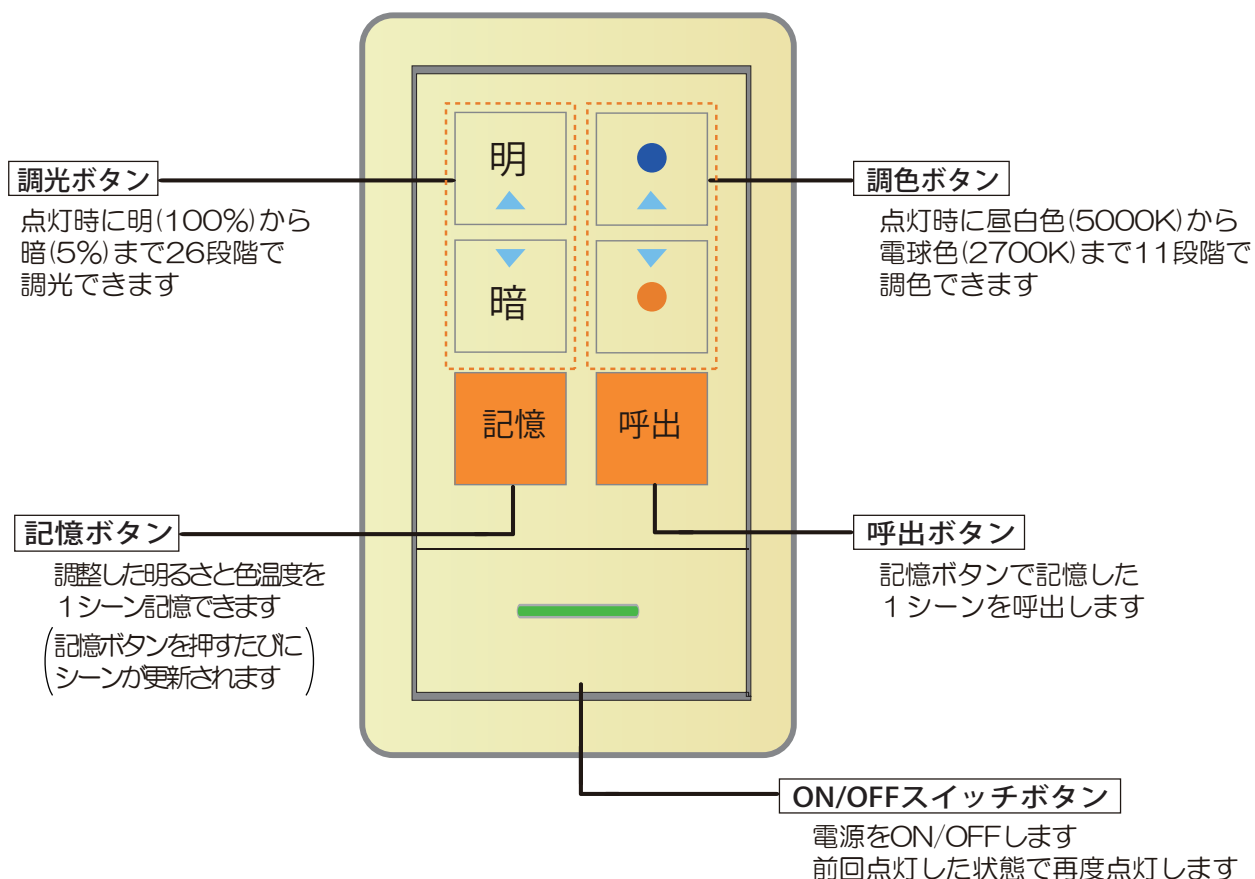 明
暗
記憶
呼出
調光ボタン
点灯時に明(100%)から
暗(5%)まで26段階で
調光できます
調色ボタン
点灯時に昼白色(5000K)から
電球色(2700K)まで11段階で
調色できます
記憶ボタン
調整した明るさと色温度を
1シーン記憶できます
(記憶ボタンを押すたびに
シーンが更新されます)
呼出ボタン
記憶ボタンで記憶した
1シーンを呼出します
ON/OFFスイッチボタン
電源をON/OFFします
前回点灯した状態で再度点灯します